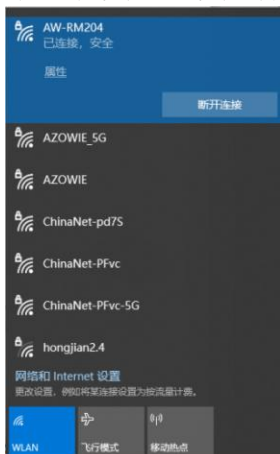 AW-RM204
已连接，安全
属性
断开连接
AZOWIE_5G
AZOWIE
ChinaNet-pd7S
ChinaNet-PFvc
ChinaNet-PFvc-5G
hongjian2.4
网络和 Internet 设置
更改设置，例如将某连接设置为按流量计费。
WLAN
飞行模式
移动热点